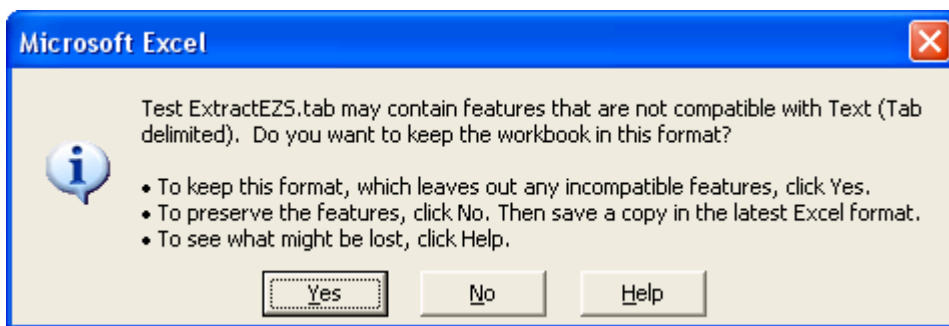 Microsoft Excel
Test ExtractEZS.tab may contain features that are not compatible with Text (Tab
delimited).  Do you want to keep the workbook in this format?
• To keep this format, which leaves out any incompatible features, click Yes.
• To preserve the features, click No. Then save a copy in the latest Excel format.
• To see what might be lost, click Help.
Yes No Help